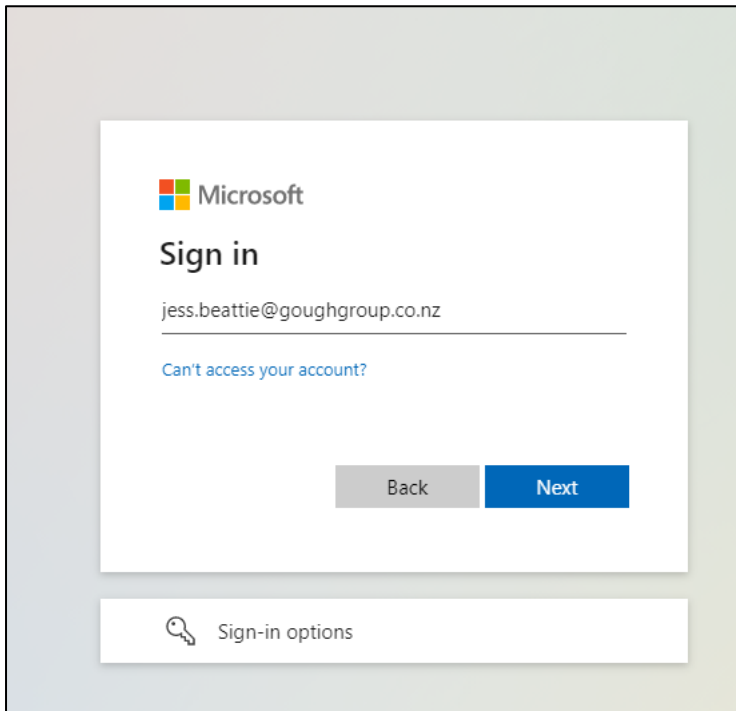 Microsoft
Sign in
jess.beattie@goughgroup.co.nz
Can't access your account?
Back Next
Sign-in options